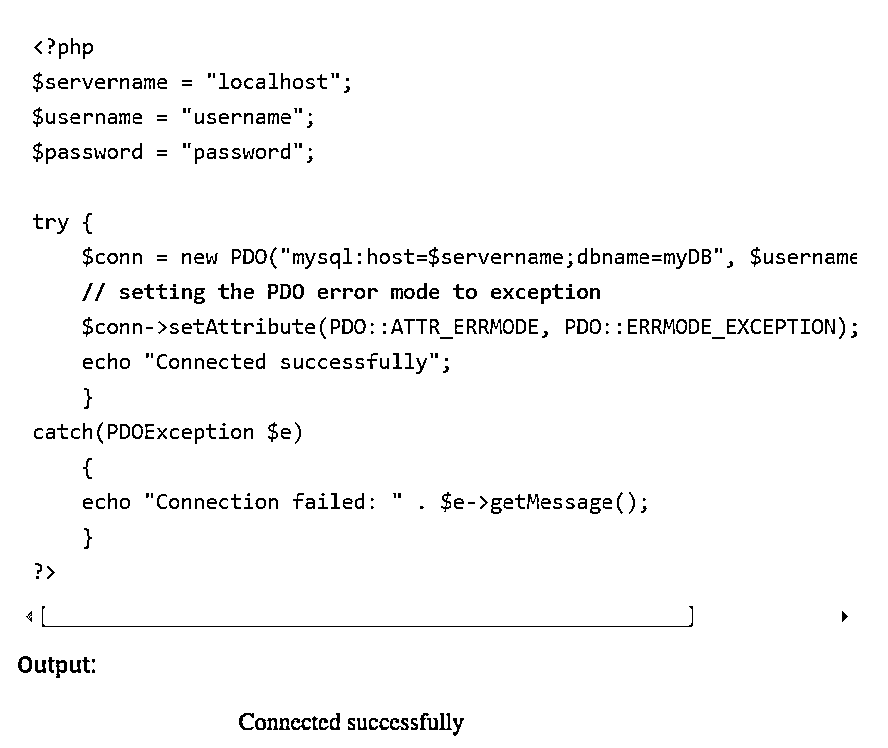 <?php
$servername = "localhost";
$username = "username";
$password = "password";
try {
$conn = new PDO("mysql:host=$servername;dbname=myDB", $username
// setting the PDO error mode to exception
$conn->setAttribute(PDO::ATTR_ERRMODE, PDO::ERRMODE_EXCEPTION);
echo "Connected successfully";
}
catch(PDOException $e)
{
echo "Connection failed: " . $e->getMessage();
}
?>
Output:
Connected successfully